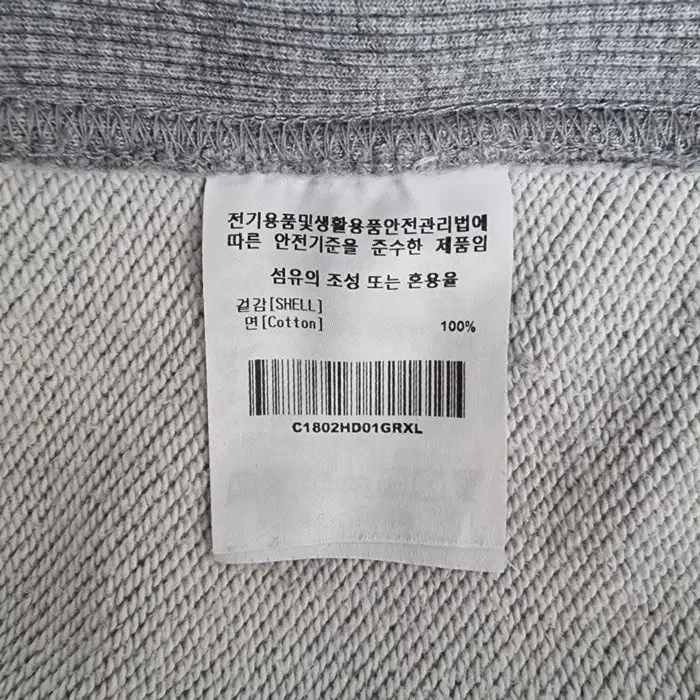 전기용품및생활용품안전관리법에
따른 안전기준을 준수한 제품임
섬유의 조성 또는 혼용율
겉감[SHELL]
면[Cotton] 100%
C1802HD01GRXL